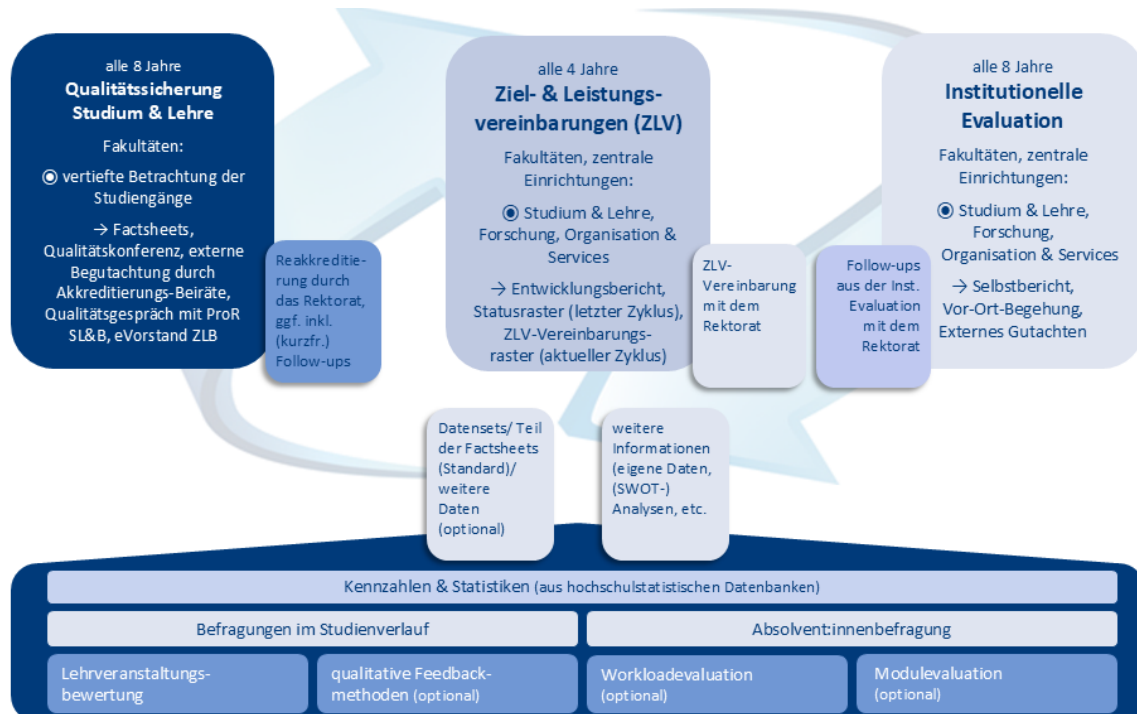 alle 8 Jahre
Qualitätssicherung
Studium & Lehre
Fakultäten:
◉ vertiefte Betrachtung der
Studiengänge
→ Factsheets,
Qualitätskonferenz, externe
Begutachtung durch
Akkreditierungs-Beiräte,
Qualitätsgespräch mit ProR
SL&B, eVorstand ZLB
Reakkreditie-
rung durch
das Rektorat,
ggf. inkl.
(kurzfr.)
Follow-ups
alle 4 Jahre
Ziel- & Leistungs-
vereinbarungen (ZLV)
Fakultäten, zentrale
Einrichtungen:
◉ Studium & Lehre,
Forschung, Organisation &
Services
→ Entwicklungsbericht,
Statusraster (letzter Zyklus),
ZLV-Vereinbarungs-
raster (aktueller Zyklus)
ZLV-
Vereinbarung
mit dem
Rektorat
alle 8 Jahre
Institutionelle
Evaluation
Fakultäten, zentrale
Einrichtungen:
◉ Studium & Lehre,
Forschung,
Organisation & Services
→ Selbstbericht,
Vor-Ort-Begehung,
Externes Gutachten
Follow-ups
aus der Inst.
Evaluation
mit dem
Rektorat
Datensets/ Teil
der Factsheets
(Standard)/
weitere
Daten
(optional)
weitere
Informationen
(eigene Daten,
(SWOT-)
Analysen, etc.
Kennzahlen & Statistiken (aus hochschulstatistischen Datenbanken)
Befragungen im Studienverlauf
Absolvent:innenbefragung
Lehrveranstaltungs-
bewertung
qualitative Feedback-
methoden (optional)
Workloadevaluation
(optional)
Modulevaluation
(optional)